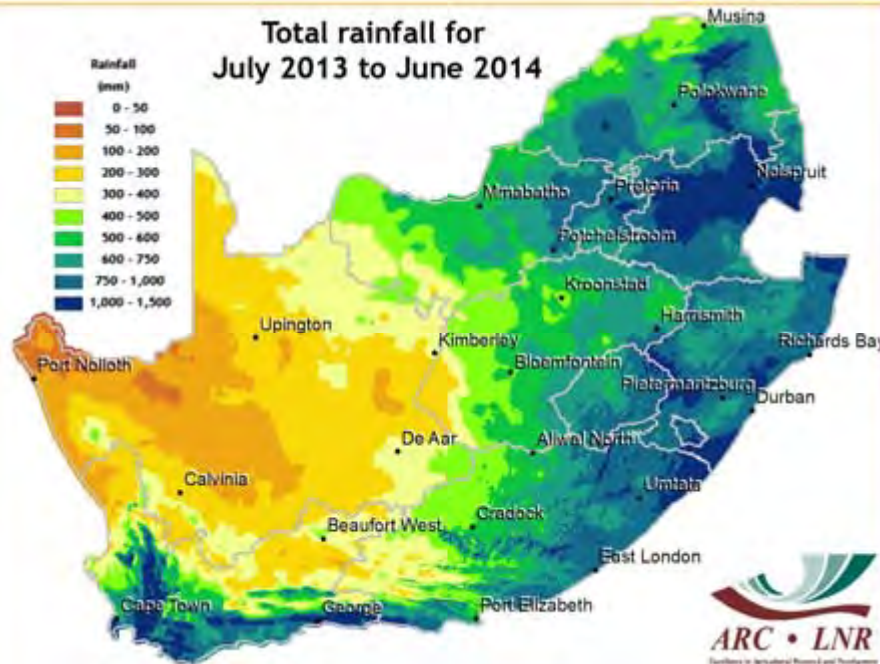 Total rainfall for
July 2013 to June 2014
Rainfall
(mm)
0 - 50
50 - 100
100 - 200
200 - 300
300 - 400
400 - 500
500 - 600
600 - 750
750 - 1,000
1,000 - 1,500
Musina
Polokwane
Nelspruit
Mmabatho
Pretoria
Potchefstroom
Kroonstad
Upington
Harrismith
Kimberley
Richards Bay
Port Nolloth
Bloemfontein
Pietermaritzburg
Durban
De Aar
Aliwal North
Calvinia
Umtata
Beaufort West
Cradock
East London
Cape Town
George
Port Elizabeth
ARC • LNR